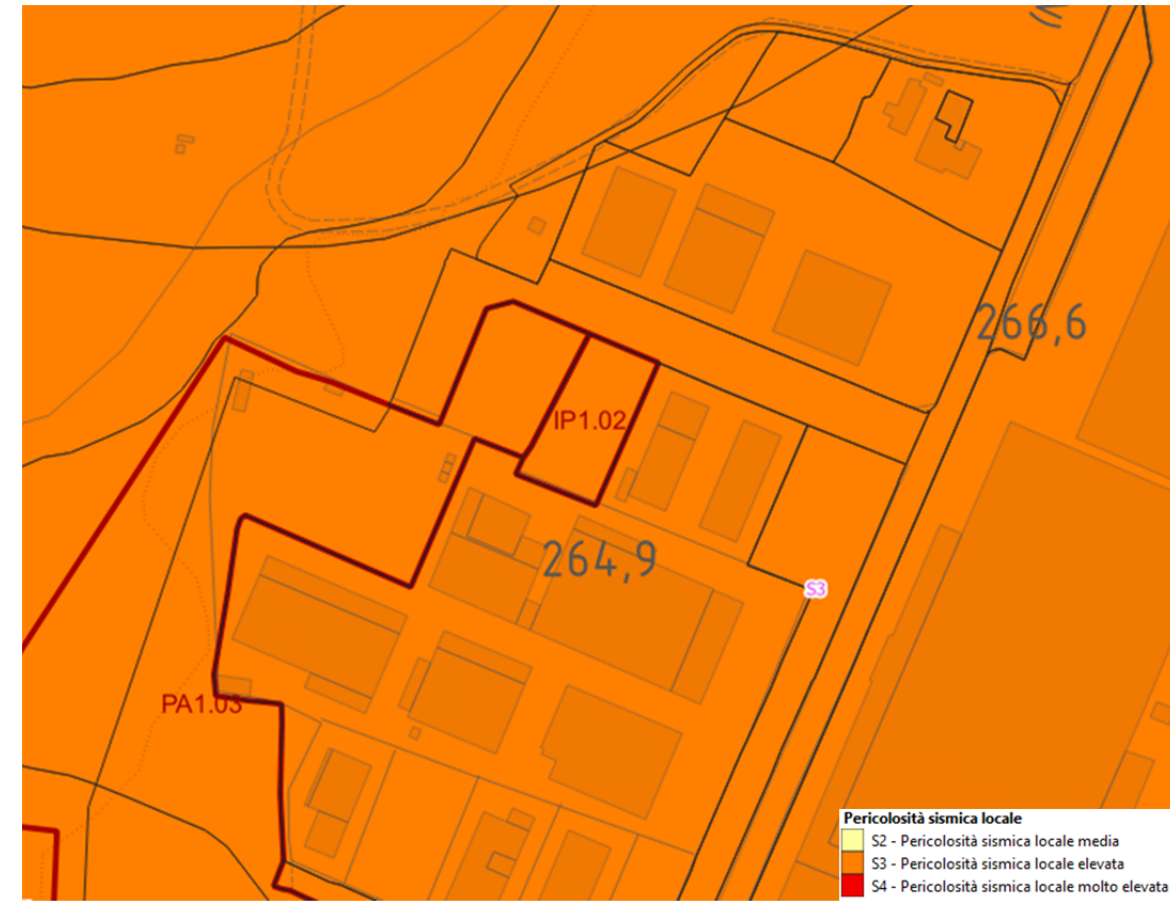 266,6
IP1.02
264,9
S3
PA1.03
Pericolosità sismica locale
S2 - Pericolosità sismica locale media
S3 - Pericolosità sismica locale elevata
S4 - Pericolosità sismica locale molto elevata